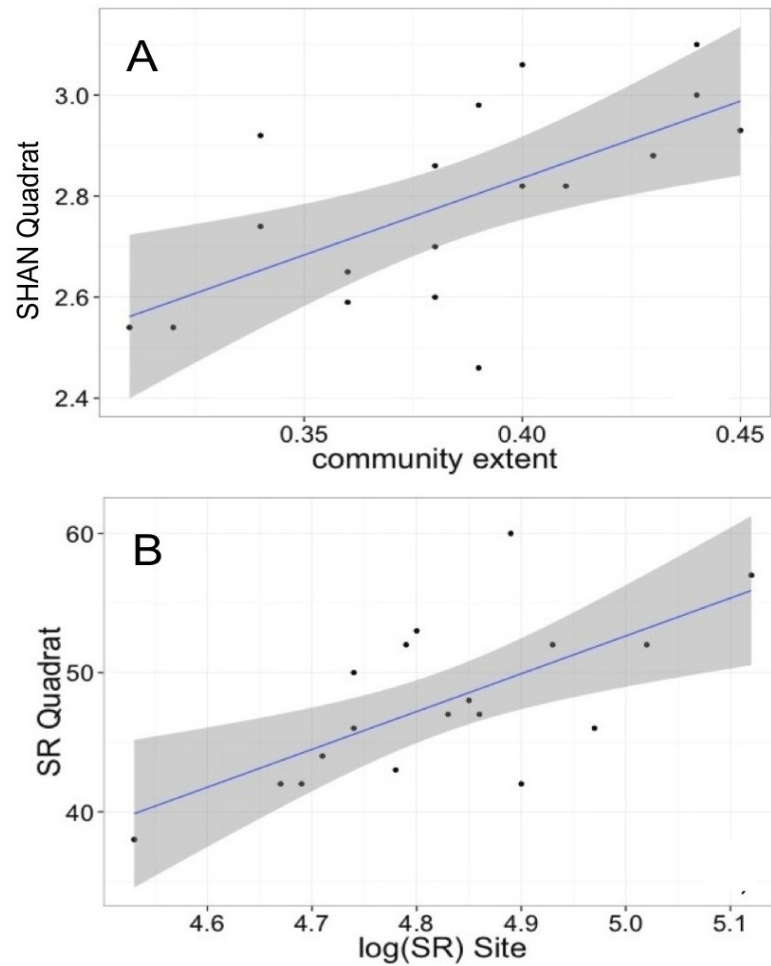 A
SHAN Quadrat
3.0
2.8
2.6
2.4
0.35 0.40 0.45
community extent
B
SR Quadrat
60
50
40
4.6 4.7 4.8 4.9 5.0 5.1
log(SR) Site